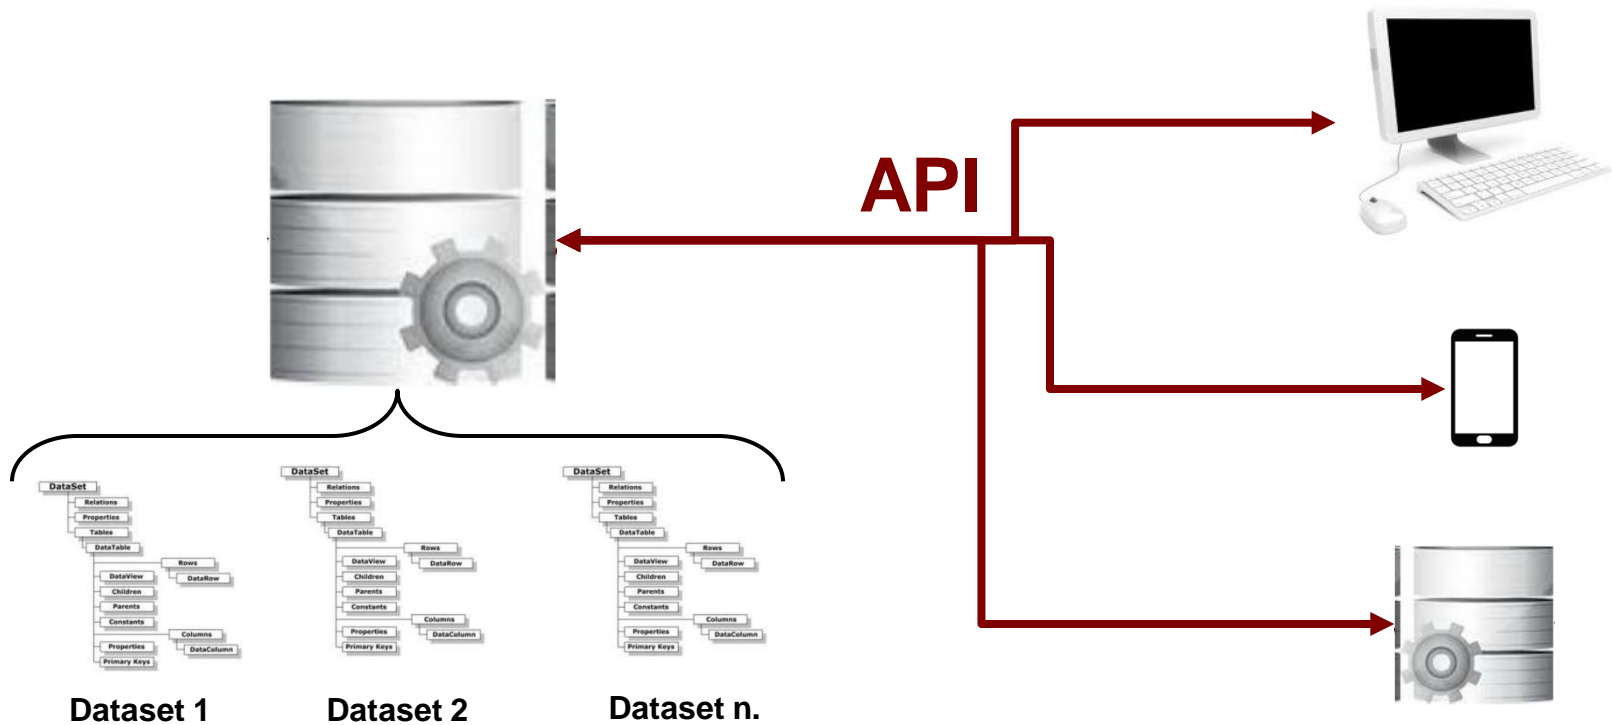 API
DataSet
Relations
Properties
Tables
DataTable
Rows
DataRow
DataView
Children
Parents
Constants
Columns
DataColumn
Properties
Primary Keys
Dataset 1
DataSet
Relations
Properties
Tables
DataTable
Rows
DataRow
DataView
Children
Parents
Constants
Columns
DataColumn
Properties
Primary Keys
Dataset 2
DataSet
Relations
Properties
Tables
DataTable
Rows
DataRow
DataView
Children
Parents
Constants
Columns
DataColumn
Properties
Primary Keys
Dataset n.